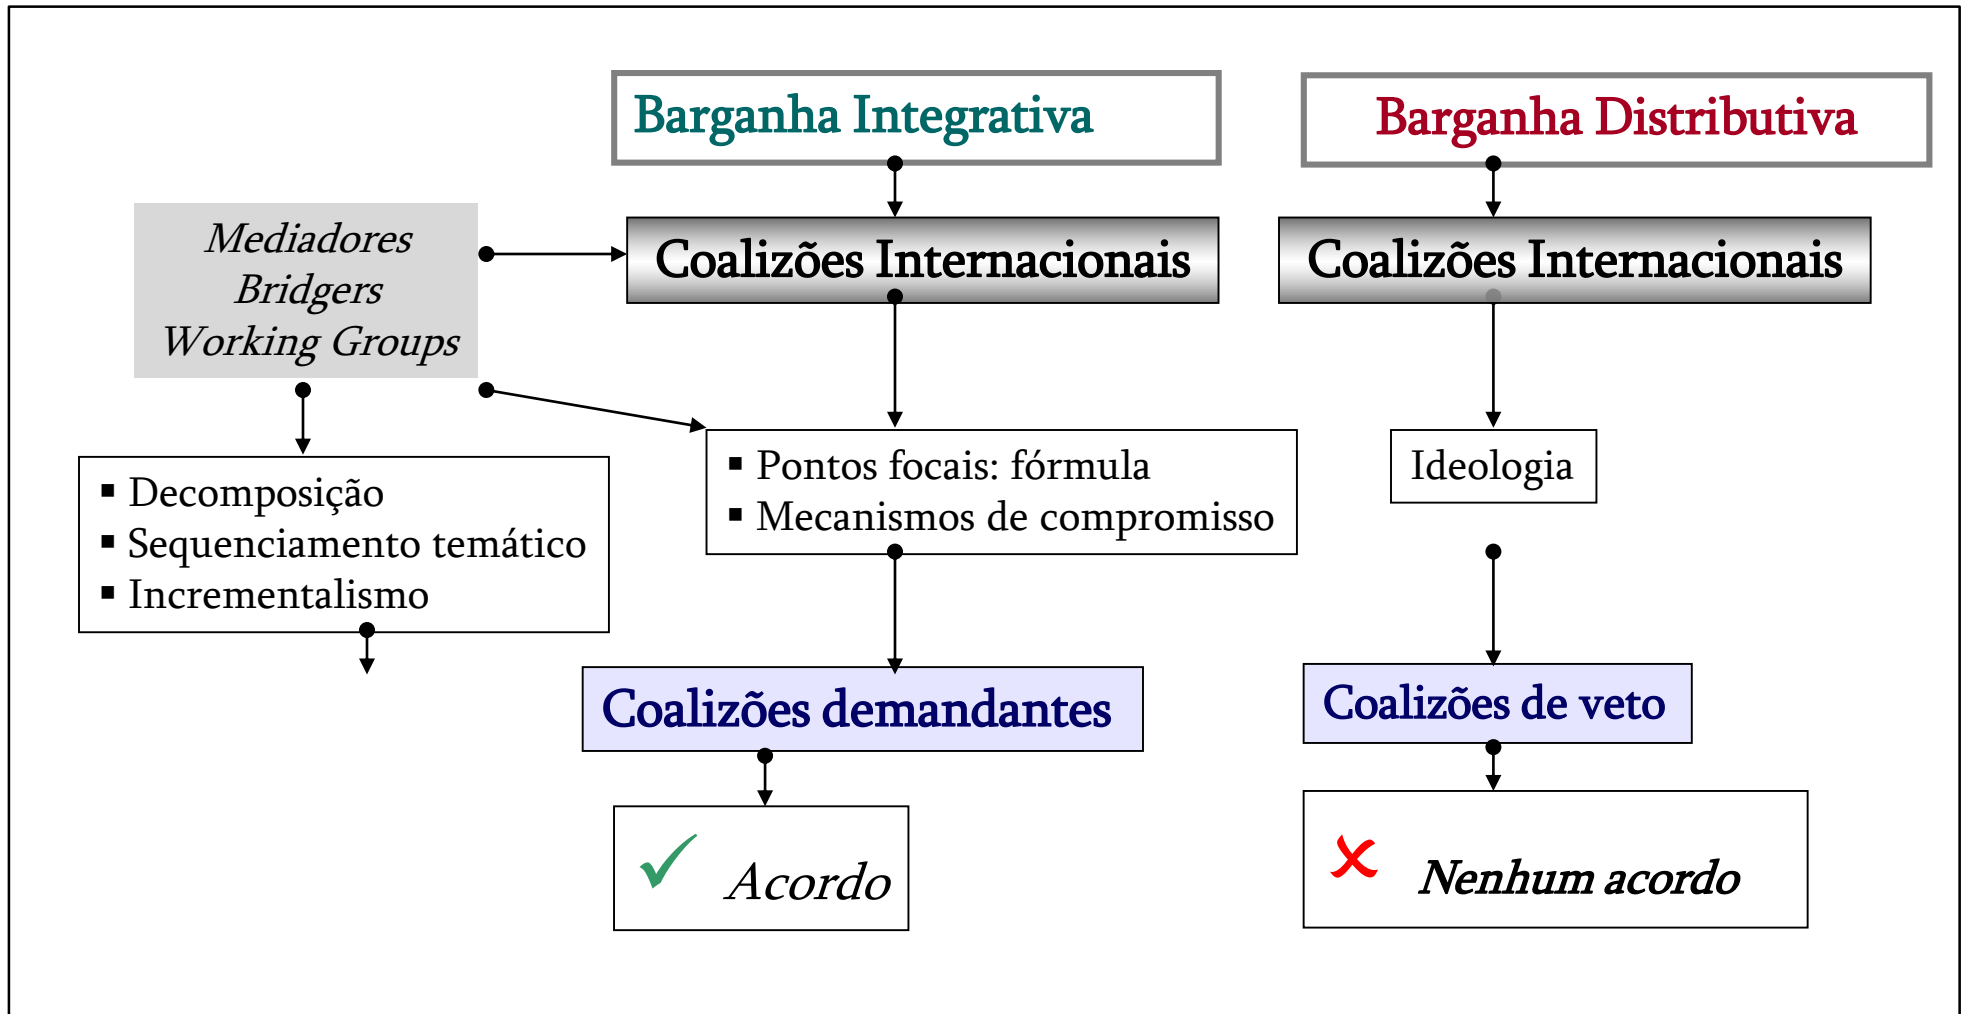 Barganha Integrativa
Barganha Distributiva
Mediadores
Bridgers
Working Groups
Coalizões Internacionais
Coalizões Internacionais
▪ Decomposição
▪ Sequenciamento temático
▪ Incrementalismo
▪ Pontos focais: fórmula
▪ Mecanismos de compromisso
Ideologia
Coalizões demandantes
Coalizões de veto
✓ Acordo
✗ Nenhum acordo